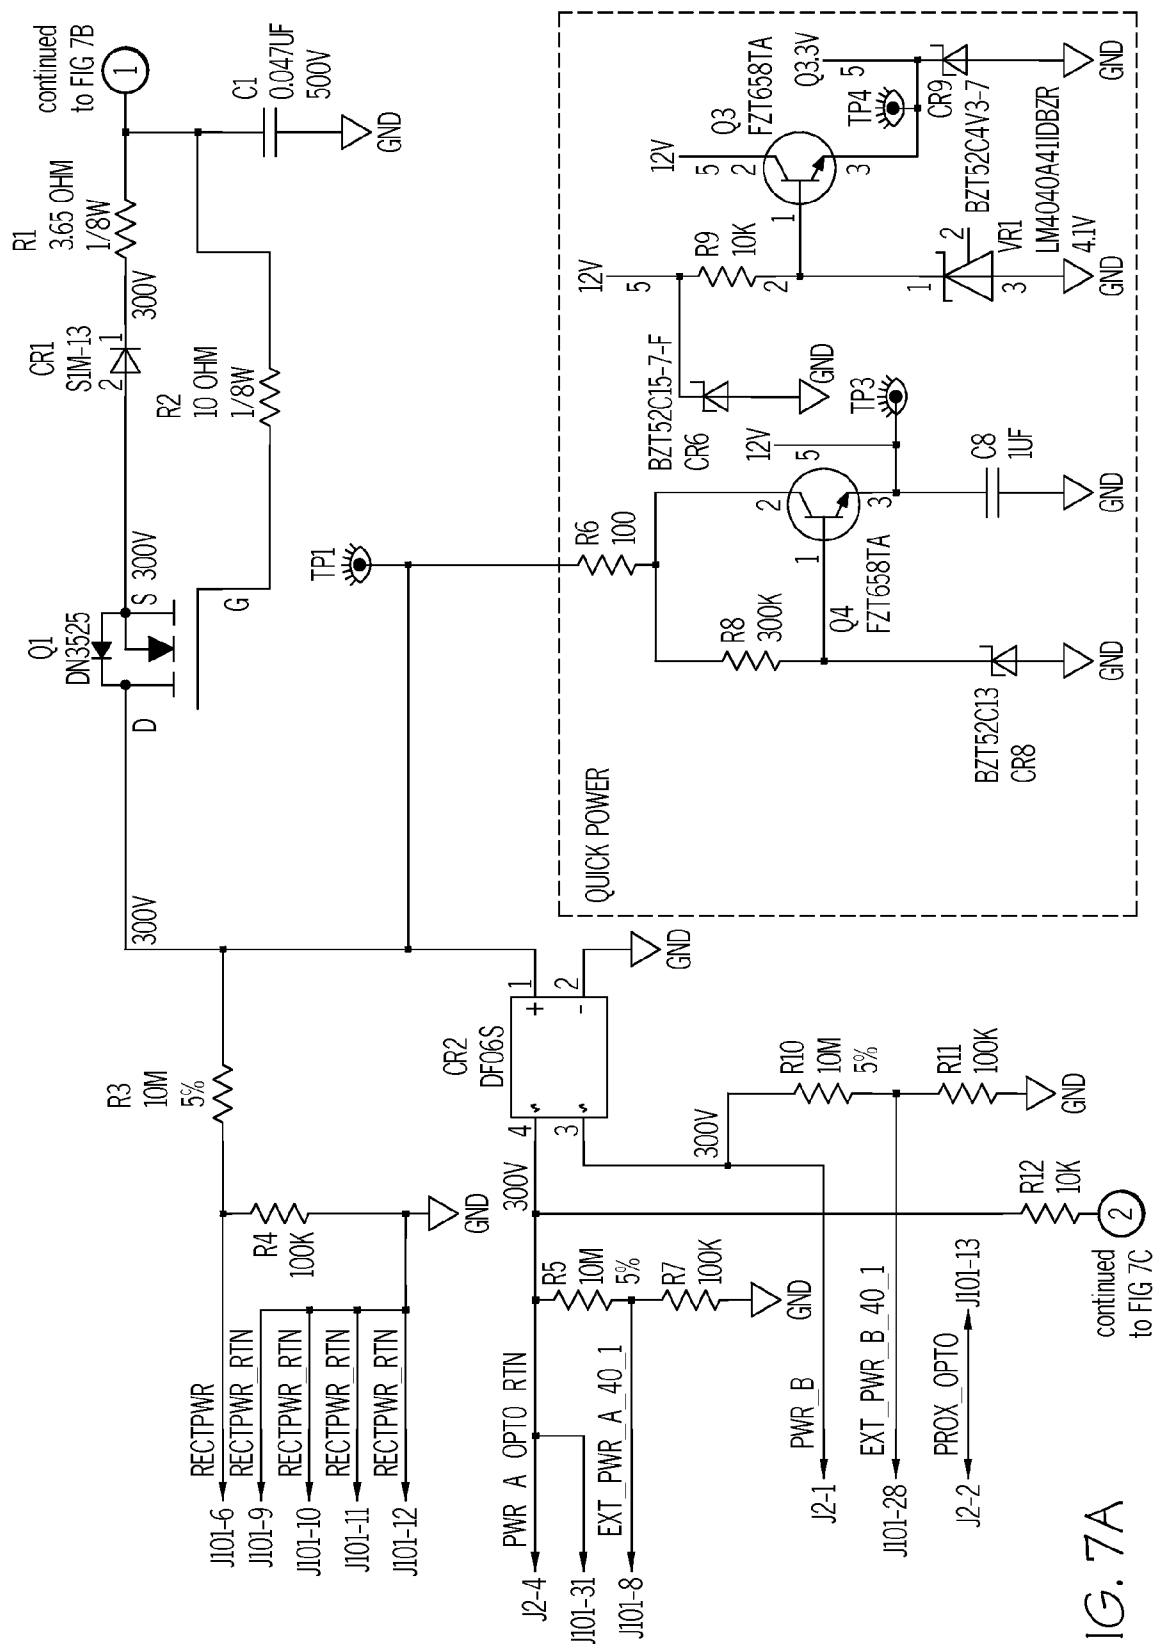 continued
to FIG 7B
1
R1
3.65 OHM
1/8W
C1
0.047UF
500V
GND
300V
CR1
S1M-13
1
2
R2
10 OHM
1/8W
300V
Q1
DN3525
S
G
D
300V
TP1
R3
10M
5%
R4
100K
GND
RECTPWR
RECTPWR_RTN
RECTPWR_RTN
RECTPWR_RTN
RECTPWR_RTN
J101-6
J101-9
J101-10
J101-11
J101-12
CR2
DF06S
+
-
1
2
4
3
GND
300V
300V
R5
10M
5%
R7
100K
GND
PWR A OPTO RTN
EXT_PWR_A_40_1
J2-4
J101-31
J101-8
R10
10M
5%
R11
100K
GND
PWR_B
J2-1
EXT_PWR_B_40_1
J101-28
PROX_OPTO
J2-2
J101-13
R12
10K
2
continued
to FIG 7C
QUICK POWER
R6
100
R8
300K
Q4
FZT658TA
1
2
3
BZT52C13
CR8
GND
12V
5
TP3
C8
1UF
GND
BZT52C15-7-F
CR6
GND
12V
5
R9
10K
2
1
2
3
VR1
LM4040A41IDBZR
4.1V
GND
12V
5
2
1
3
Q3
FZT658TA
TP4
Q3.3V
5
CR9
BZT52C4V3-7
GND
IG. 7A